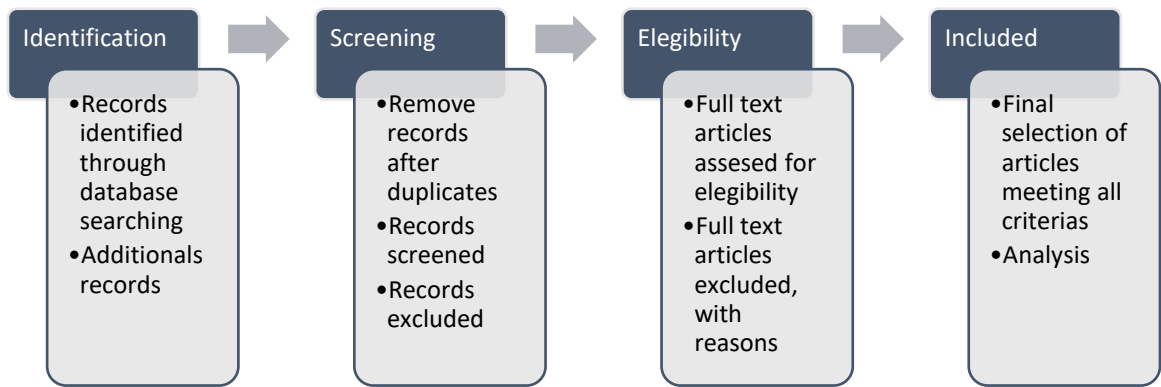 Identification
•Records
identified
through
database
searching
•Additionals
records
Screening
•Remove
records
after
duplicates
•Records
screened
•Records
excluded
Elegibility
•Full text
articles
assesed for
elegibility
•Full text
articles
excluded,
with
reasons
Included
•Final
selection of
articles
meeting all
criterias
•Analysis